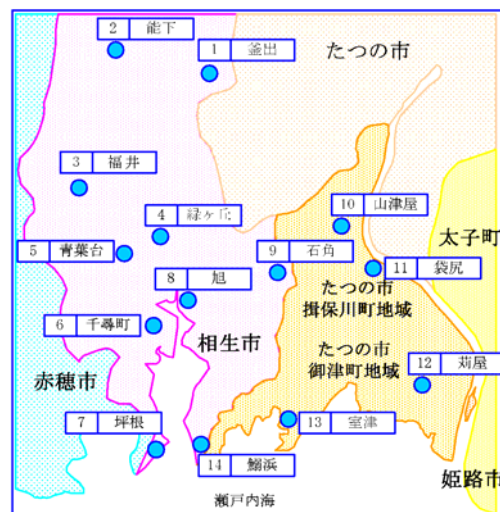 2 能下
1 釜出
たつの市
3 福井
10 山津屋
4 緑ヶ丘
太子町
5 青葉台
9 石角
11 袋尻
8 旭
たつの市
揖保川町地域
6 千尋町
相生市
たつの市
御津町地域
12 苅屋
赤穂市
7 坪根
13 室津
14 鰯浜
姫路市
瀬戸内海